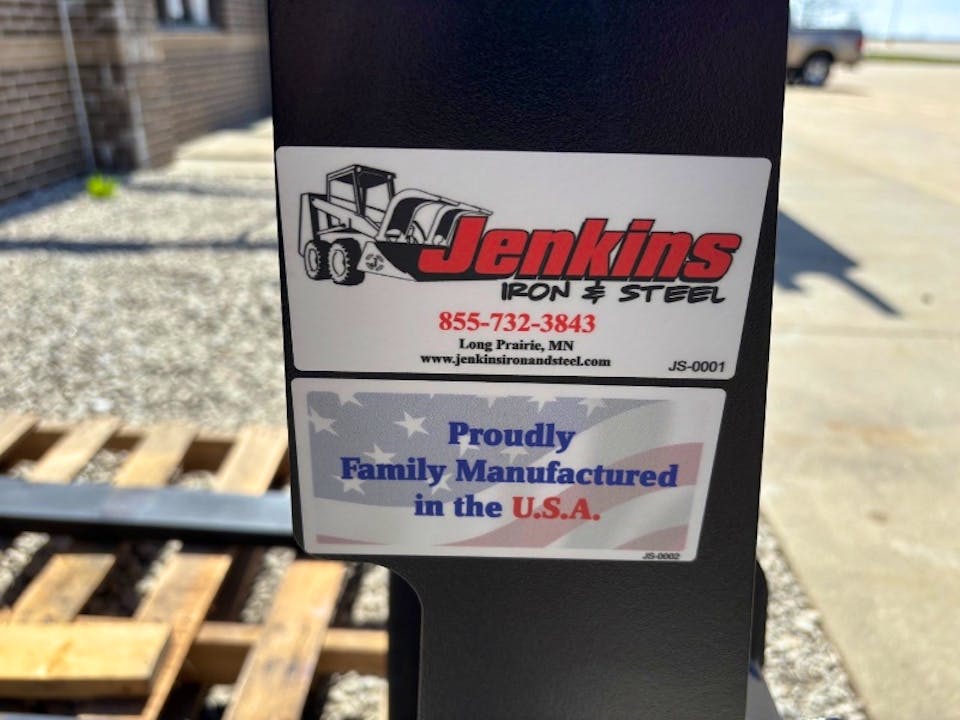 Jenkins
IRON & STEEL
855-732-3843
Long Prairie, MN
www.jenkinsironandsteel.com
JS-0001
Proudly
Family Manufactured
in the U.S.A.
JS-0002